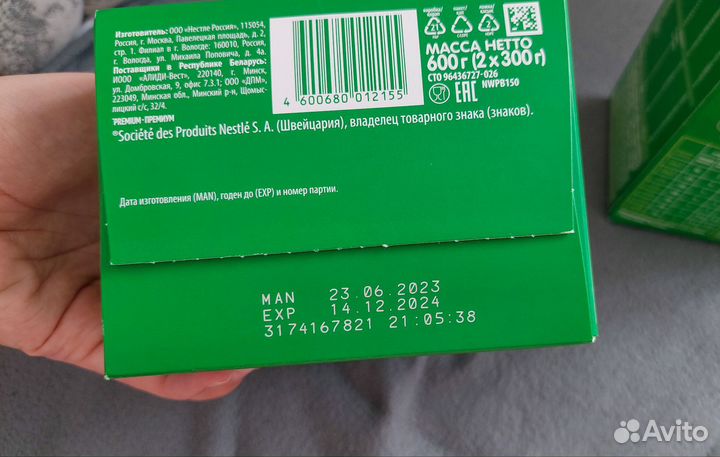 Изготовитель: ООО «Нестле Россия», 115054,
Россия, г. Москва, Павелецкая площадь, д. 2,
стр. 1. Филиал в г. Вологде: 160010, Россия,
г. Вологда, ул. Михаила Поповича, д. 4а.
Поставщики в Республике Беларусь:
ИООО «АЛИДИ-Вест», 220140, г. Минск,
ул. Домбровская, 9, офис 7.3.1; ООО «ДПМ»,
223049, Минская обл., Минский р-н, Щомыс-
лицкий с/с, 32/4.
PREMIUM-ПРЕМИУМ
4 600680 012155
МАССА НЕТТО
600 г (2 x 300 г)
СТО 96436727-026
NWPB150
EAC
®Société des Produits Nestlé S. A. (Швейцария), владелец товарного знака (знаков).
Дата изготовления (MAN), годен до (EXP) и номер партии.
MAN 23.06.2023
EXP 14.12.2024
3174167821 21:05:38
Avito